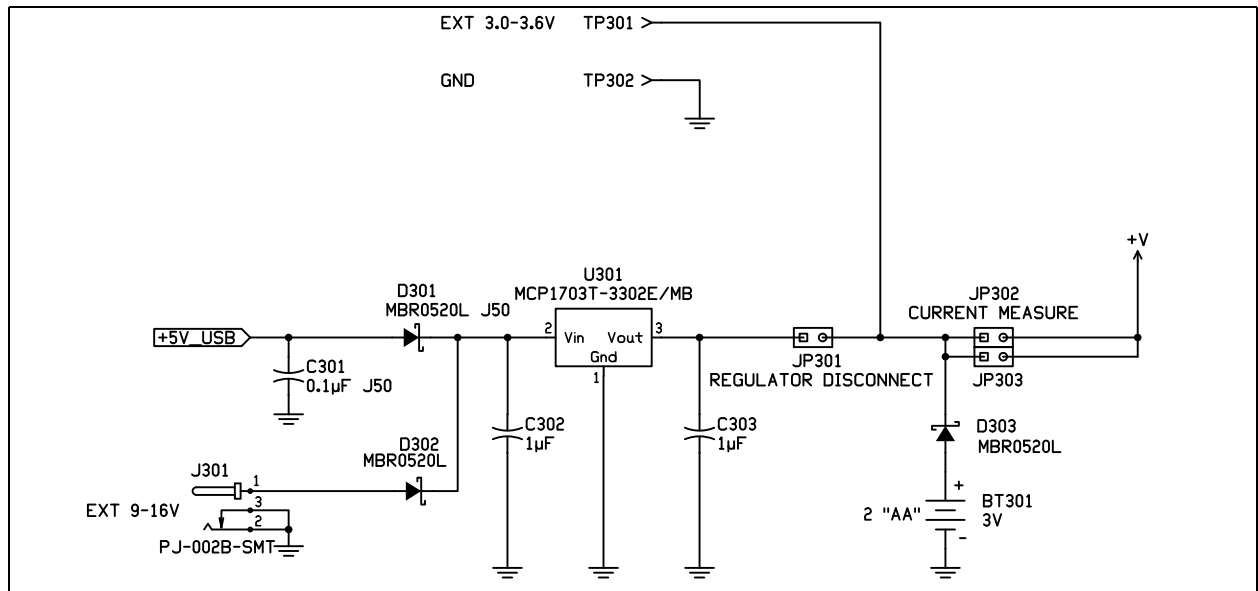 EXT 3.0-3.6V TP301
GND TP302
+V
U301
MCP1703T-3302E/MB
D301
MBR0520L J50
JP302
CURRENT MEASURE
+5V_USB
2 Vin Vout 3
Gnd
1
JP301
REGULATOR DISCONNECT
JP303
C301
0.1µF J50
C302
1µF
C303
1µF
D303
MBR0520L
D302
MBR0520L
J301
1
3
2
EXT 9-16V
PJ-002B-SMT
+
2 "AA"
BT301
3V
-